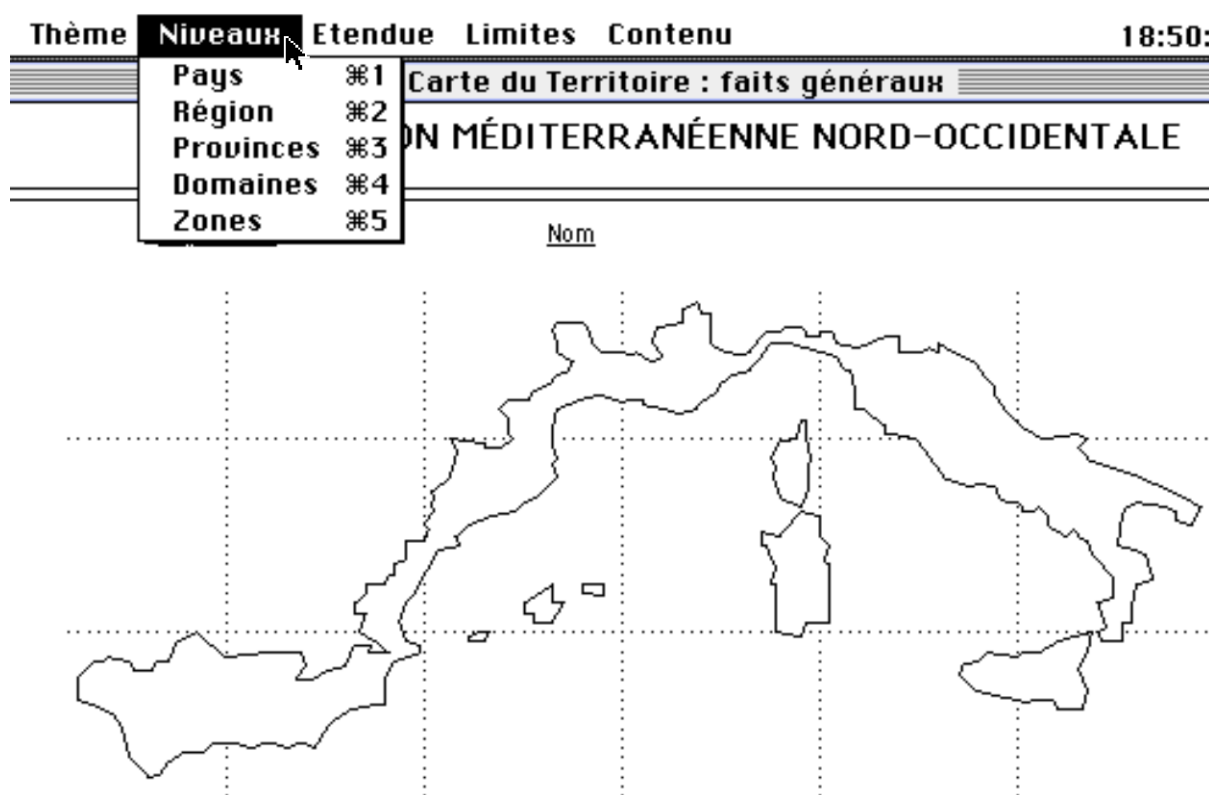 Thème Niveaux Etendue Limites Contenu 18:50:
Pays ⌘1
Région ⌘2
Provinces ⌘3
Domaines ⌘4
Zones ⌘5
Carte du Territoire : faits généraux
ON MÉDITERRANÉENNE NORD-OCCIDENTALE
Nom